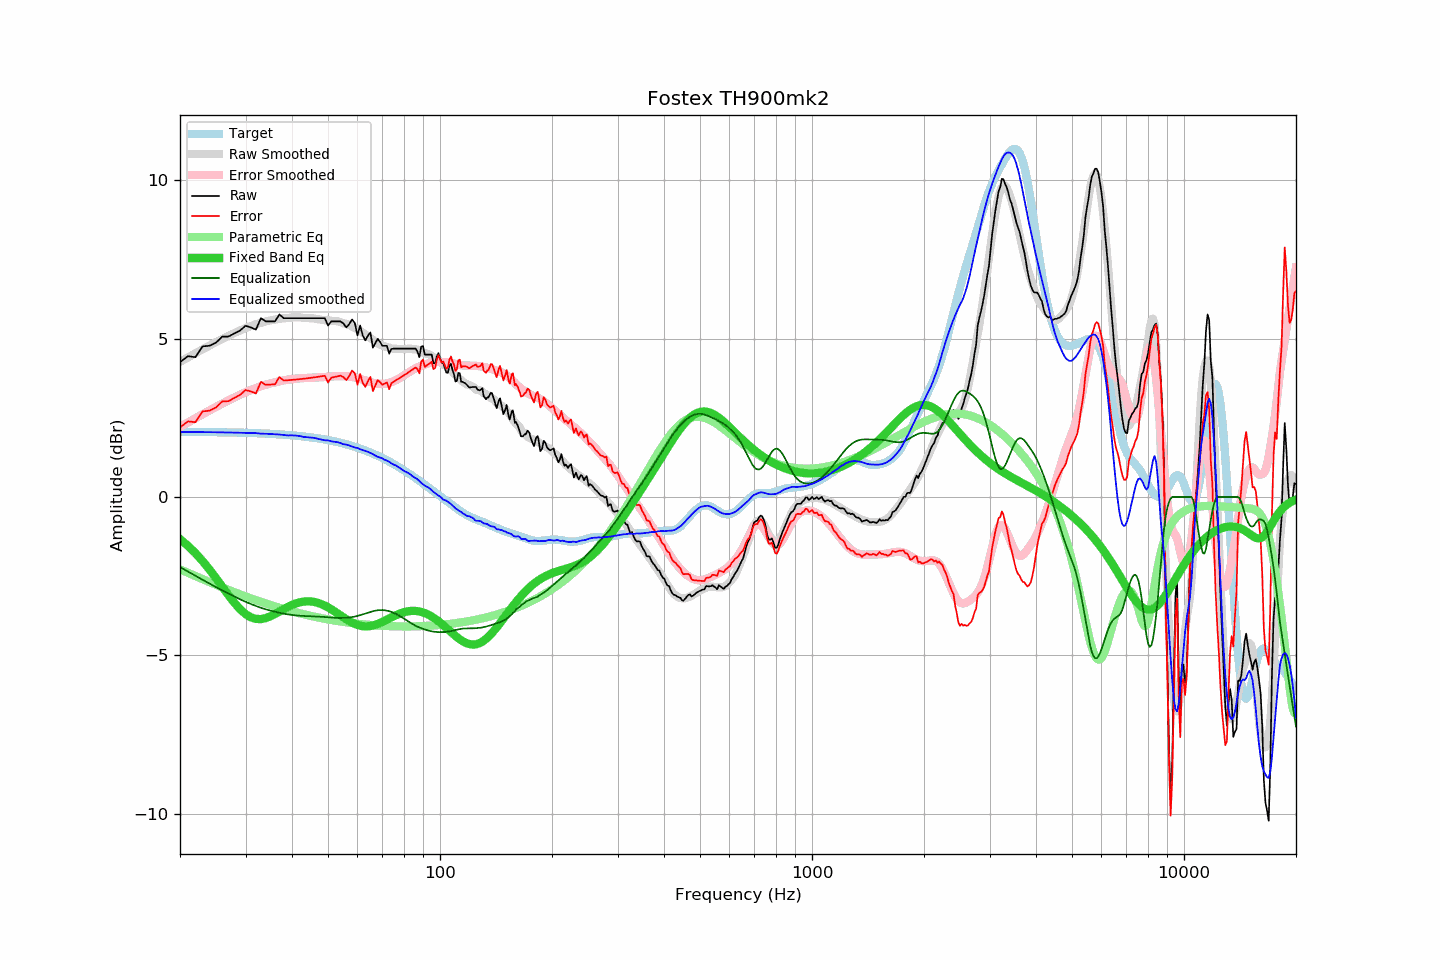 Fostex TH900mk2
Target
Raw Smoothed
Error Smoothed
Raw
Error
Parametric Eq
Fixed Band Eq
Equalization
Equalized smoothed
10
5
0
−5
−10
Amplitude (dBr)
100
1000
10000
Frequency (Hz)